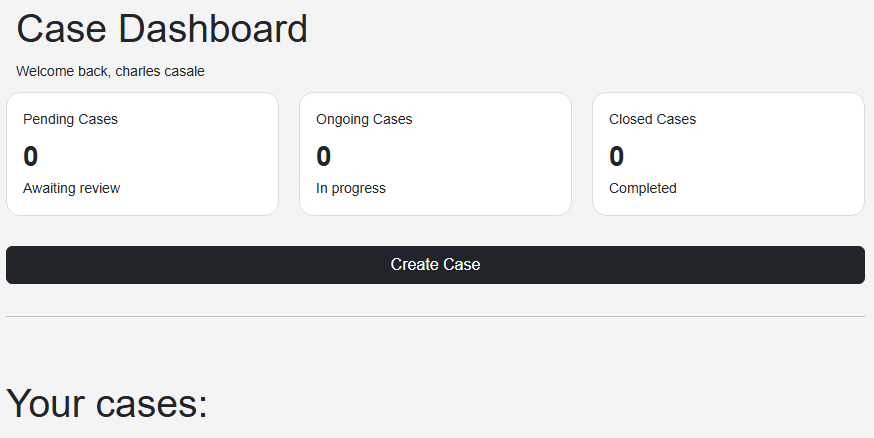 Case Dashboard
Welcome back, charles casale
Pending Cases
0
Awaiting review
Ongoing Cases
0
In progress
Closed Cases
0
Completed
Create Case
Your cases: